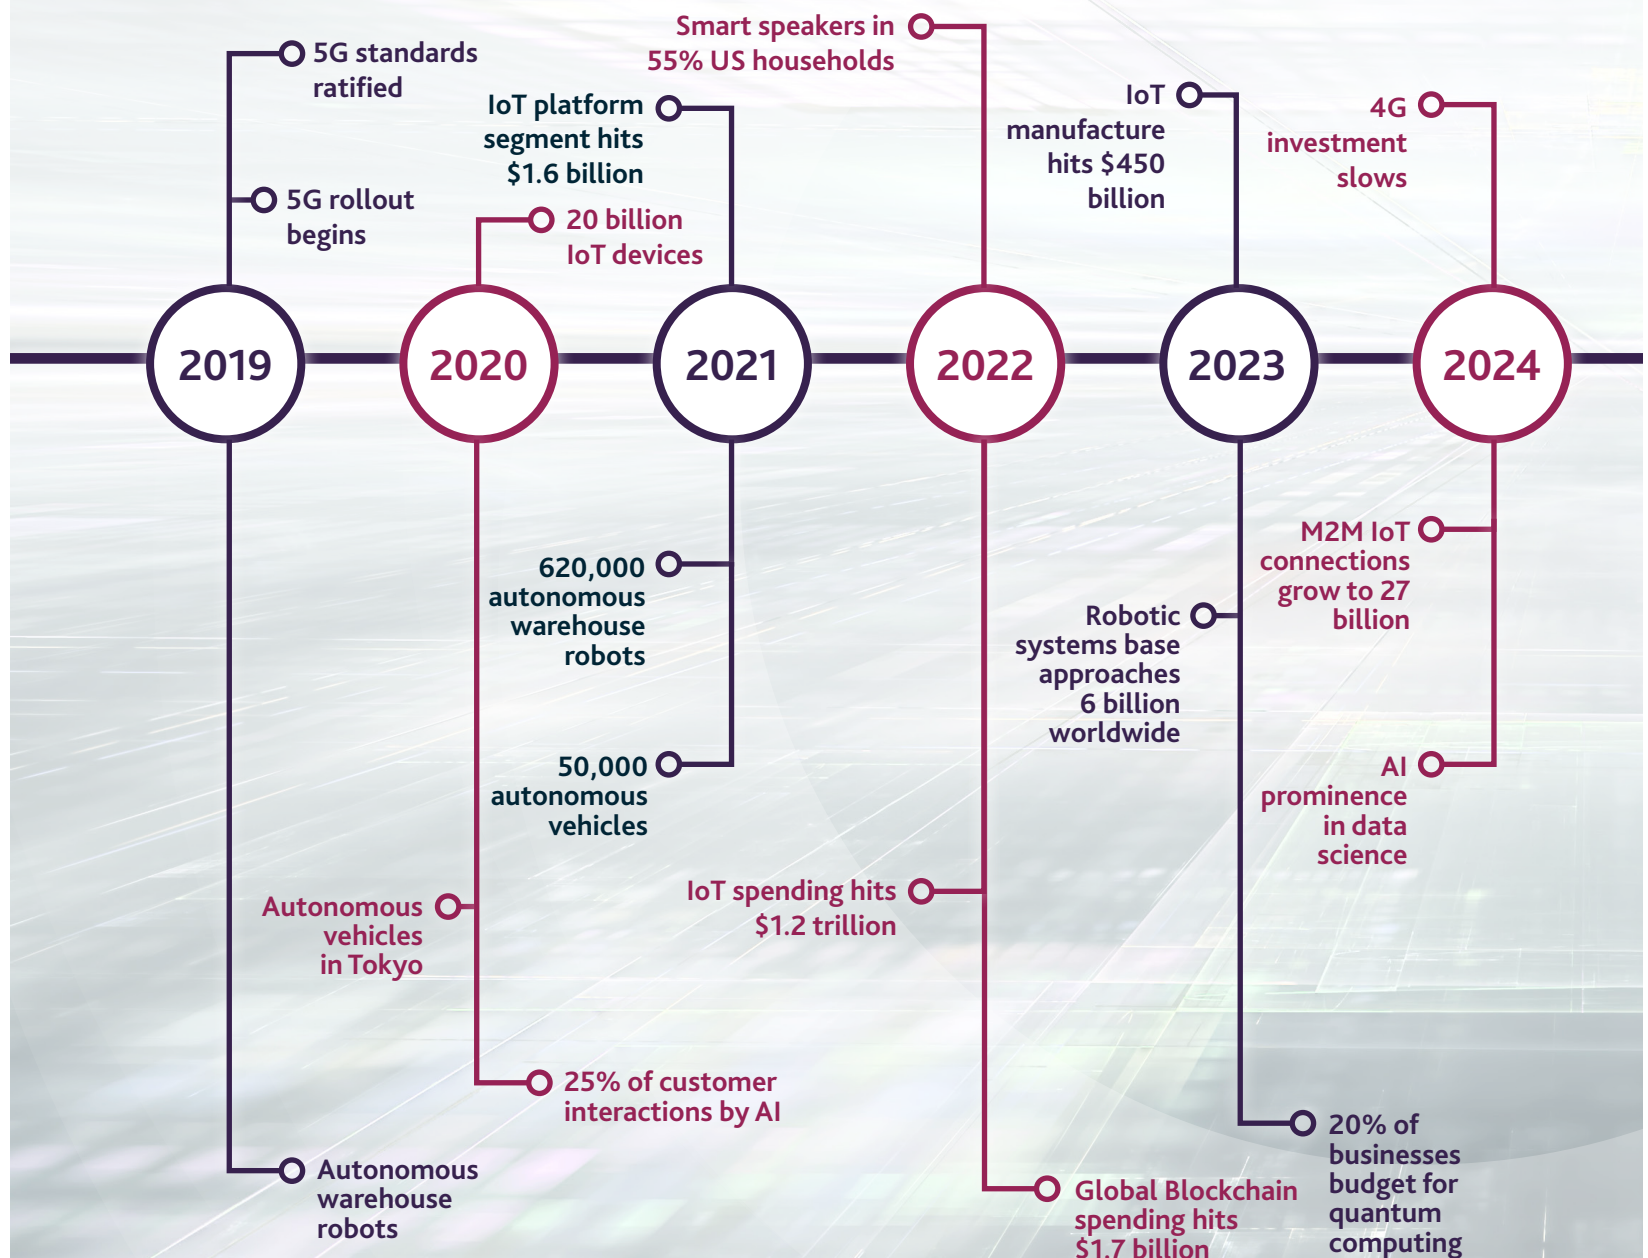 5G standards
ratified
5G rollout
begins
IoT platform
segment hits
$1.6 billion
20 billion
IoT devices
Smart speakers in
55% US households
IoT
manufacture
hits $450
billion
4G
investment
slows
2019
2020
2021
2022
2023
2024
620,000
autonomous
warehouse
robots
50,000
autonomous
vehicles
Autonomous
vehicles
in Tokyo
25% of customer
interactions by AI
Autonomous
warehouse
robots
IoT spending hits
$1.2 trillion
Global Blockchain
spending hits
$1.7 billion
Robotic
systems base
approaches
6 billion
worldwide
20% of
businesses
budget for
quantum
computing
M2M IoT
connections
grow to 27
billion
AI
prominence
in data
science